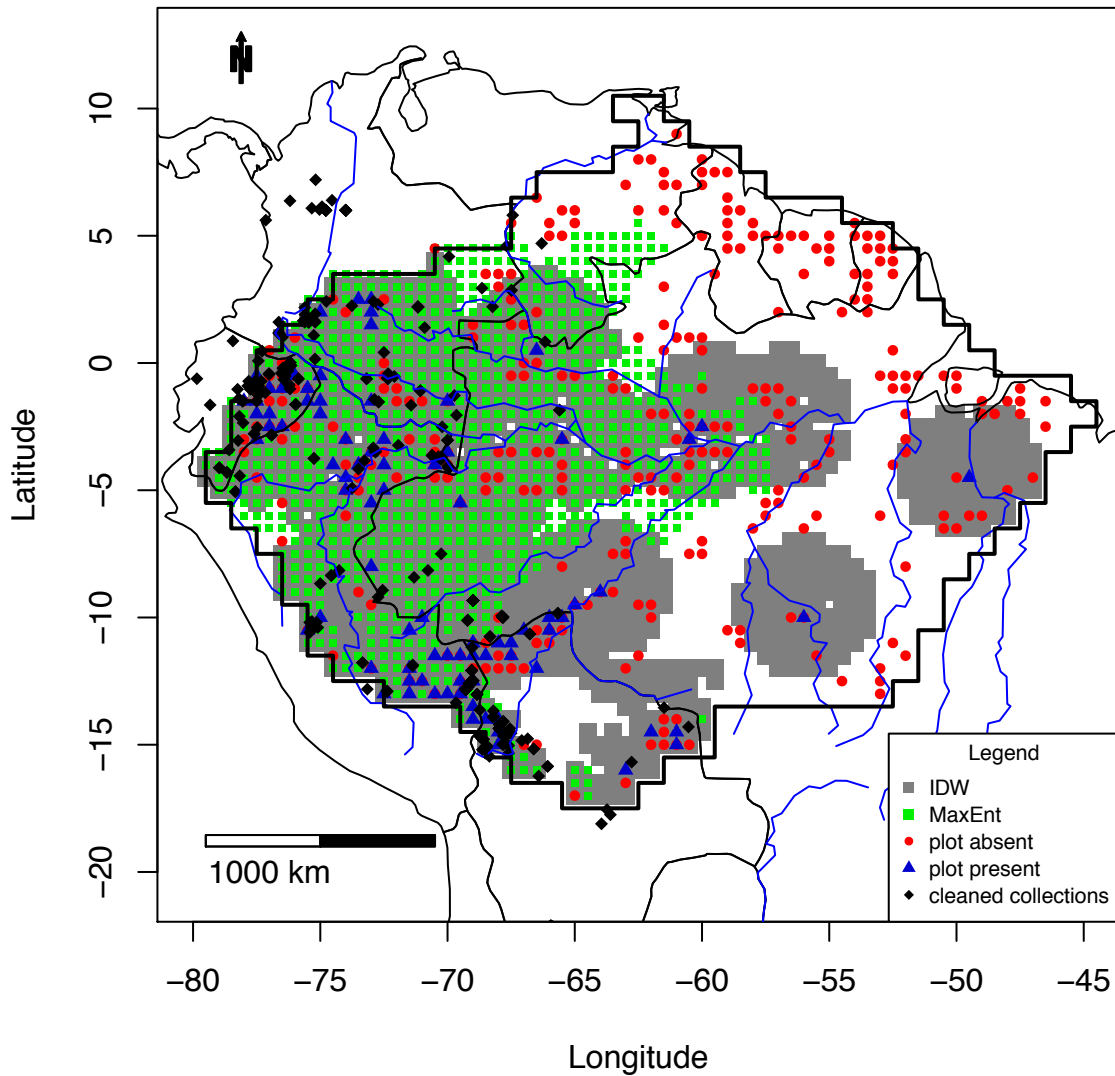 N
10
5
0
−5
−10
−15
−20
Latitude
1000 km
Legend
IDW
MaxEnt
plot absent
plot present
cleaned collections
−80 −75 −70 −65 −60 −55 −50 −45
Longitude